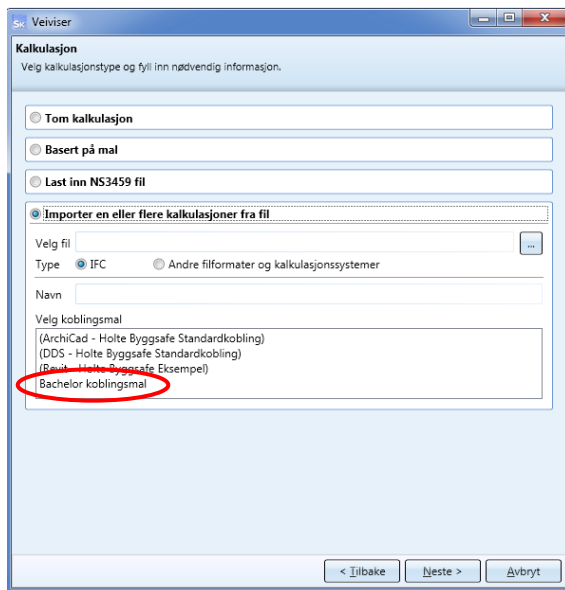 Sk Veiviser
Kalkulasjon
Velg kalkulasjonstype og fyll inn nødvendig informasjon.
Tom kalkulasjon
Basert på mal
Last inn NS3459 fil
Importer en eller flere kalkulasjoner fra fil
Velg fil ...
Type IFC Andre filformater og kalkulasjonssystemer
Navn
Velg koblingsmal
(ArchiCad - Holte Byggsafe Standardkobling)
(DDS - Holte Byggsafe Standardkobling)
(Revit - Holte Byggsafe Eksempel)
Bachelor koblingsmal
< Tilbake Neste > Avbryt